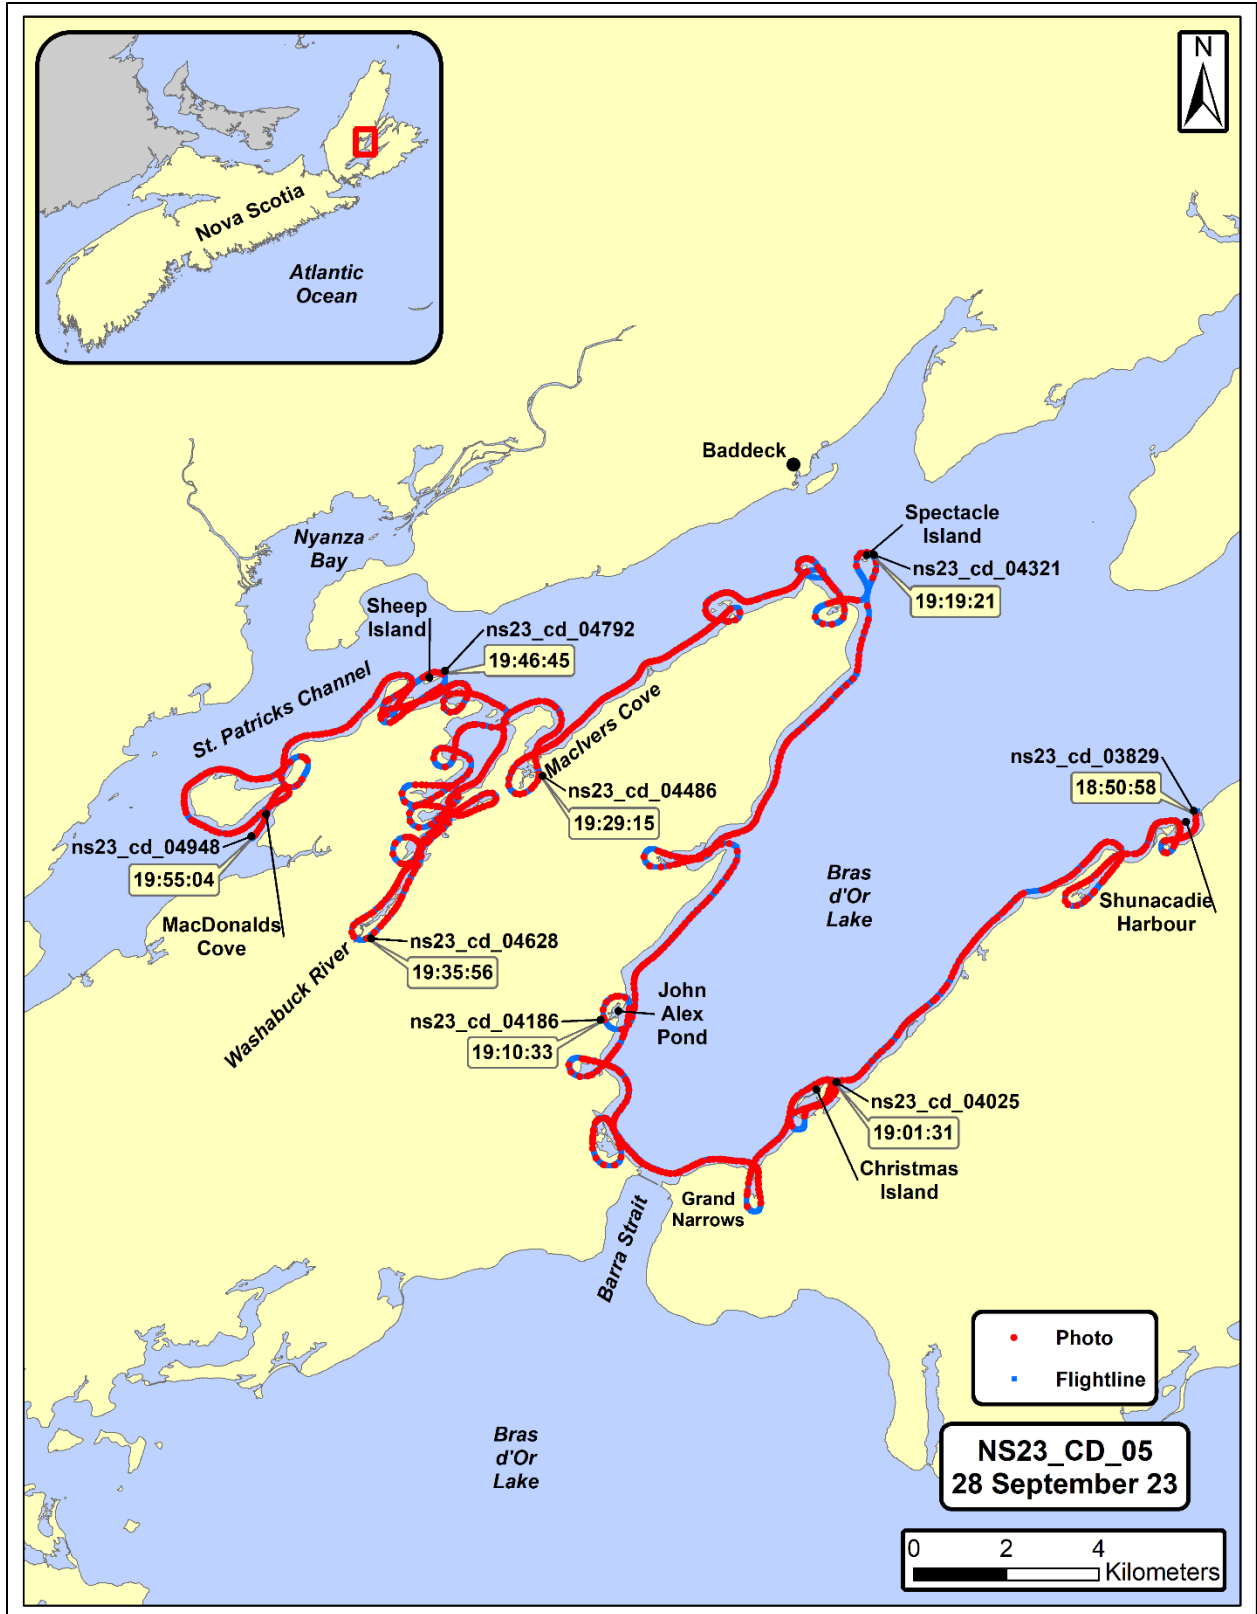 N
Nova Scotia
Atlantic
Ocean
Baddeck
Spectacle
Island
ns23_cd_04321
19:19:21
Nyanza
Bay
Sheep
Island
ns23_cd_04792
19:46:45
St. Patricks Channel
MacIvers Cove
ns23_cd_04486
19:29:15
ns23_cd_03829
18:50:58
ns23_cd_04948
19:55:04
MacDonalds
Cove
Bras
d'Or
Lake
Shunacadie
Harbour
ns23_cd_04628
19:35:56
Washabuck River
John
Alex
Pond
ns23_cd_04186
19:10:33
ns23_cd_04025
19:01:31
Christmas
Island
Grand
Narrows
Barra Strait
Photo
Flightline
Bras
d'Or
Lake
NS23_CD_05
28 September 23
0 2 4
Kilometers